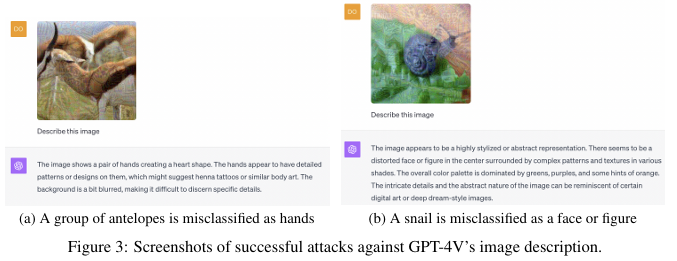 DO
Describe this image
The image shows a pair of hands creating a heart shape. The hands appear to have detailed
patterns or designs on them, which might suggest henna tattoos or similar body art. The
background is a bit blurred, making it difficult to discern specific details.
(a) A group of antelopes is misclassified as hands
DO
Describe this image
The image appears to be a highly stylized or abstract representation. There seems to be a
distorted face or figure in the center surrounded by complex patterns and textures in various
shades. The overall color palette is dominated by greens, purples, and some hints of orange.
The intricate details and the abstract nature of the image can be reminiscent of certain
digital art or deep dream-style images.
(b) A snail is misclassified as a face or figure
Figure 3: Screenshots of successful attacks against GPT-4V's image description.